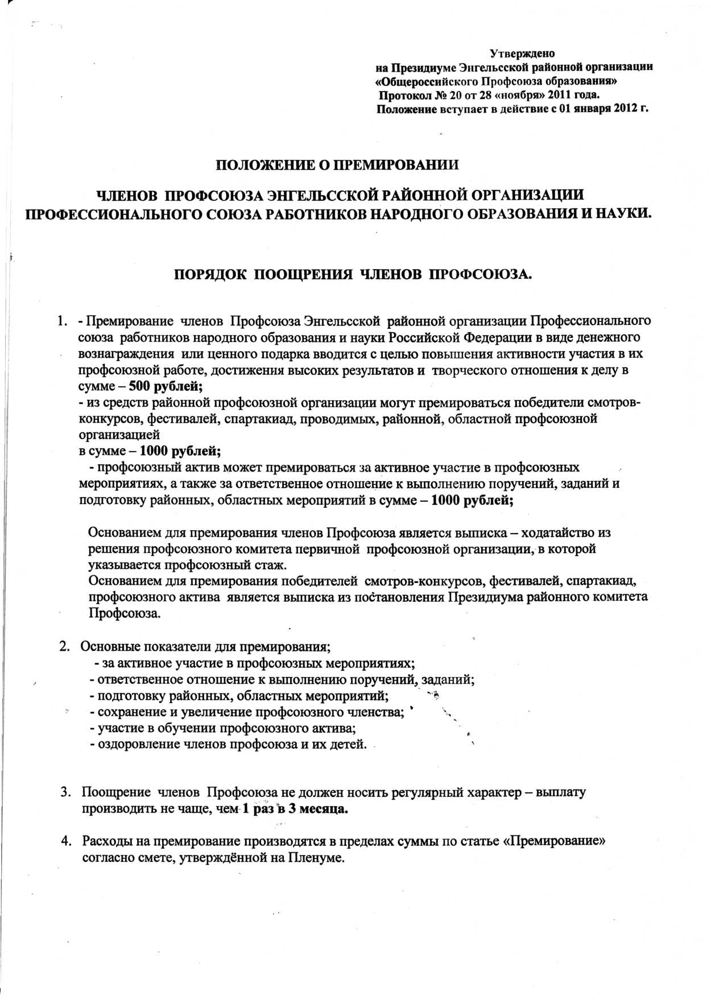 Утверждено
на Президиуме Энгельсской районной организации
«Общероссийского Профсоюза образования»
Протокол № 20 от 28 «ноября» 2011 года.
Положение вступает в действие с 01 января 2012 г.
ПОЛОЖЕНИЕ О ПРЕМИРОВАНИИ
ЧЛЕНОВ ПРОФСОЮЗА ЭНГЕЛЬССКОЙ РАЙОННОЙ ОРГАНИЗАЦИИ
ПРОФЕССИОНАЛЬНОГО СОЮЗА РАБОТНИКОВ НАРОДНОГО ОБРАЗОВАНИЯ И НАУКИ.
ПОРЯДОК ПООЩРЕНИЯ ЧЛЕНОВ ПРОФСОЮЗА.
1. - Премирование членов Профсоюза Энгельсской районной организации Профессионального
союза работников народного образования и науки Российской Федерации в виде денежного
вознаграждения или ценного подарка вводится с целью повышения активности участия в их
профсоюзной работе, достижения высоких результатов и творческого отношения к делу в
сумме – 500 рублей;
- из средств районной профсоюзной организации могут премироваться победители смотров-
конкурсов, фестивалей, спартакиад, проводимых, районной, областной профсоюзной
организацией
в сумме – 1000 рублей;
- профсоюзный актив может премироваться за активное участие в профсоюзных
мероприятиях, а также за ответственное отношение к выполнению поручений, заданий и
подготовку районных, областных мероприятий в сумме – 1000 рублей;
Основанием для премирования членов Профсоюза является выписка – ходатайство из
решения профсоюзного комитета первичной профсоюзной организации, в которой
указывается профсоюзный стаж.
Основанием для премирования победителей смотров-конкурсов, фестивалей, спартакиад,
профсоюзного актива является выписка из постановления Президиума районного комитета
Профсоюза.
2. Основные показатели для премирования;
- за активное участие в профсоюзных мероприятиях;
- ответственное отношение к выполнению поручений, заданий;
- подготовку районных, областных мероприятий;
- сохранение и увеличение профсоюзного членства;
- участие в обучении профсоюзного актива;
- оздоровление членов профсоюза и их детей.
3. Поощрение членов Профсоюза не должен носить регулярный характер – выплату
производить не чаще, чем 1 раз в 3 месяца.
4. Расходы на премирование производятся в пределах суммы по статье «Премирование»
согласно смете, утверждённой на Пленуме.